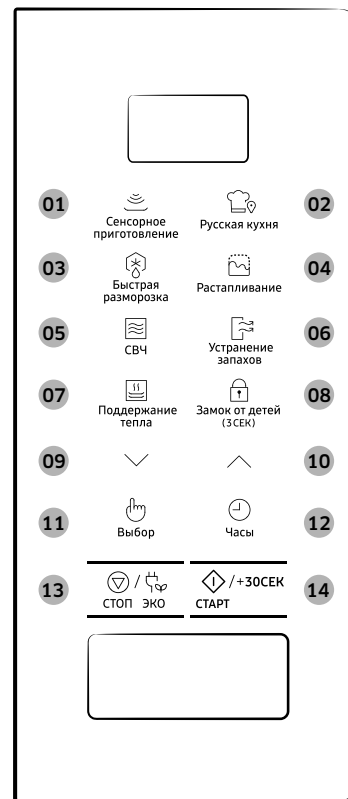 01
Сенсорное
приготовление
Русская кухня
02
03
Быстрая
разморозка
Растапливание
04
05
СВЧ
Устранение
запахов
06
07
Поддержание
тепла
Замок от детей
(3СЕК)
08
09
10
11
Выбор
Часы
12
13
/
СТОП ЭКО
/+30СЕК
СТАРТ
14